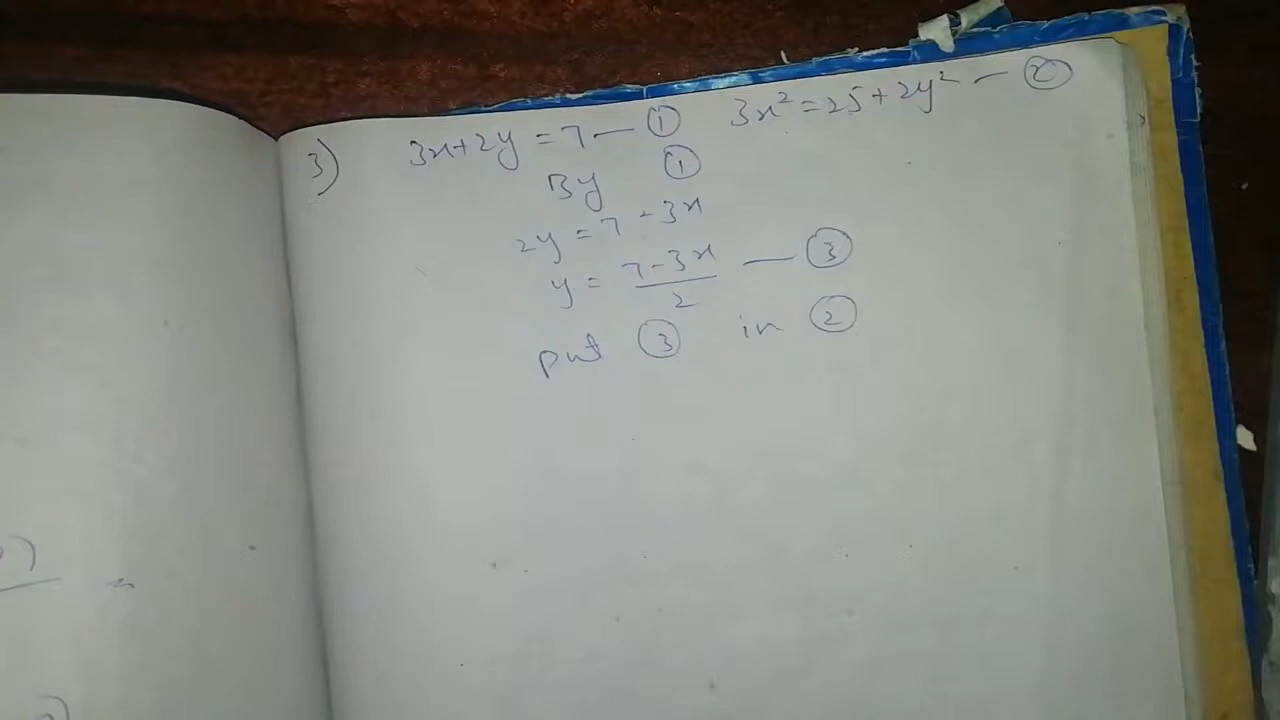 3) 3x+2y = 7 — ① 3x² = 25 + 2y² — ②
By ①
2y = 7 - 3x
y = 7-3x/2 — ③
put ③ in ②
)